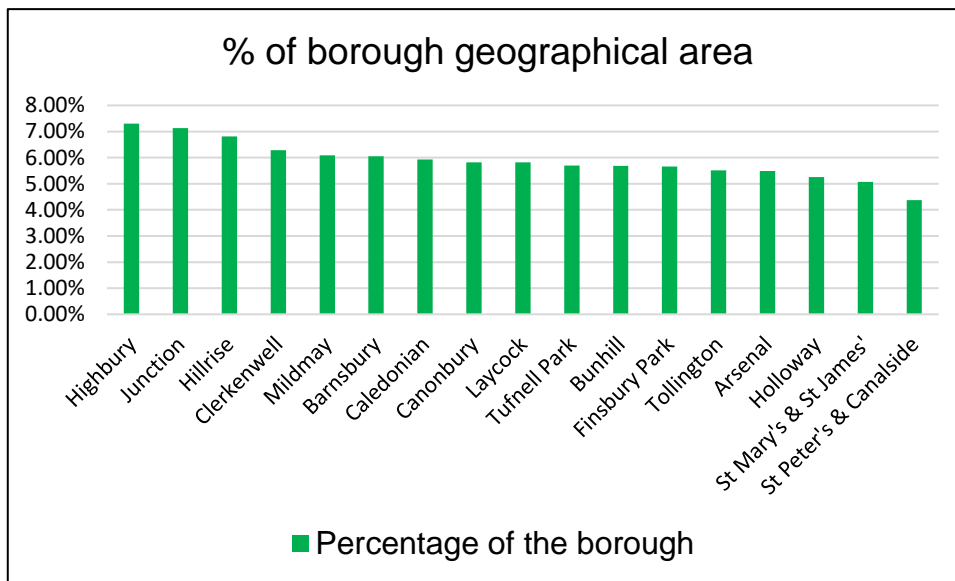 % of borough geographical area
8.00%
7.00%
6.00%
5.00%
4.00%
3.00%
2.00%
1.00%
0.00%
Highbury
Junction
Hillrise
Clerkenwell
Mildmay
Barnsbury
Caledonian
Canonbury
Laycock
Tufnell Park
Bunhill
Finsbury Park
Tollington
Arsenal
Holloway
St Mary's & St James'
St Peter's & Canalside
Percentage of the borough